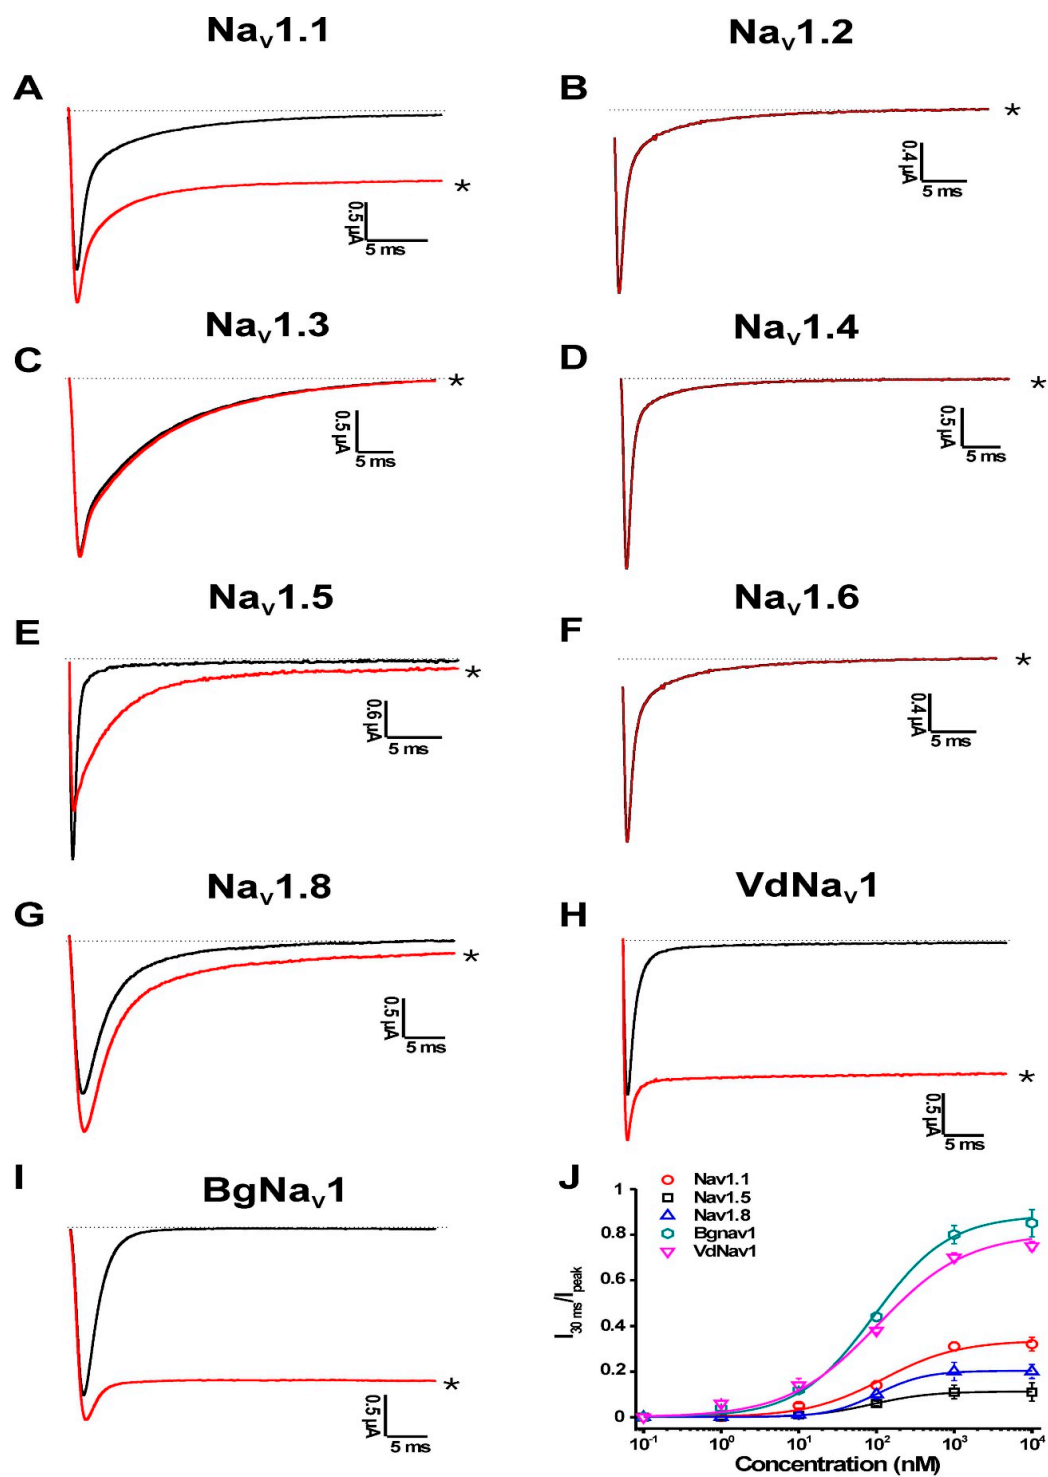 Nav1.1
Nav1.2
A
B
*
*
0.5 µA
5 ms
0.4 µA
5 ms
Nav1.3
Nav1.4
C
D
*
*
0.5 µA
5 ms
0.5 µA
5 ms
Nav1.5
Nav1.6
E
F
*
*
0.6 µA
5 ms
0.4 µA
5 ms
Nav1.8
VdNav1
G
H
*
*
0.5 µA
5 ms
0.5 µA
5 ms
I
BgNav1
*
0.5 µA
5 ms
J
Nav1.1
Nav1.5
Nav1.8
Bgnav1
VdNav1
I30 ms/Ipeak
1
0.8
0.6
0.4
0.2
0
10⁻¹ 10⁰ 10¹ 10² 10³ 10⁴
Concentration (nM)